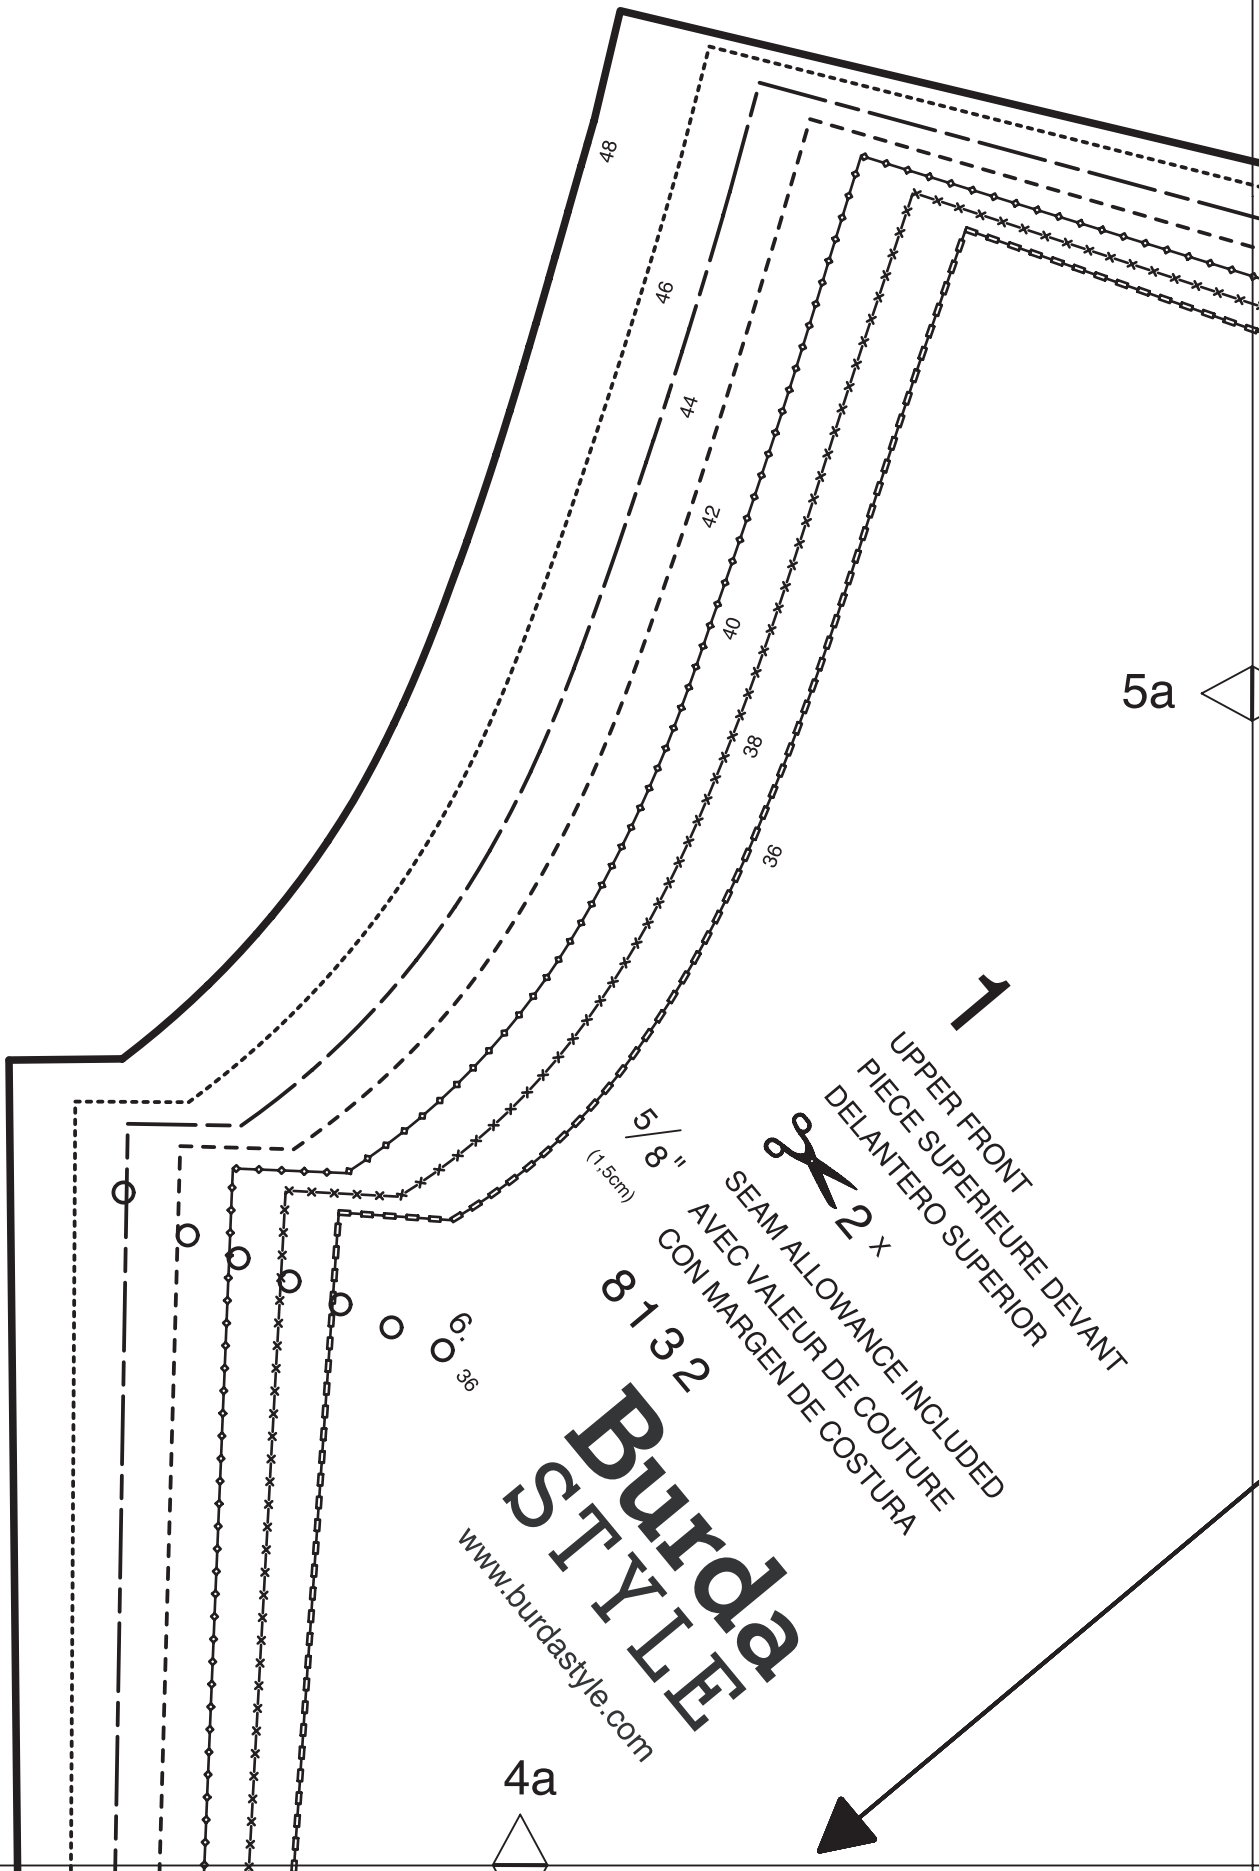 48
46
44
42
40
38
36
5a
1
UPPER FRONT
PIECE SUPERIEURE DEVANT
DELANTERO SUPERIOR
2 x
5/8"
(1,5cm)
SEAM ALLOWANCE INCLUDED
AVEC VALEUR DE COUTURE
CON MARGEN DE COSTURA
8132
6.
36
Burda
STYLE
www.burdastyle.com
4a